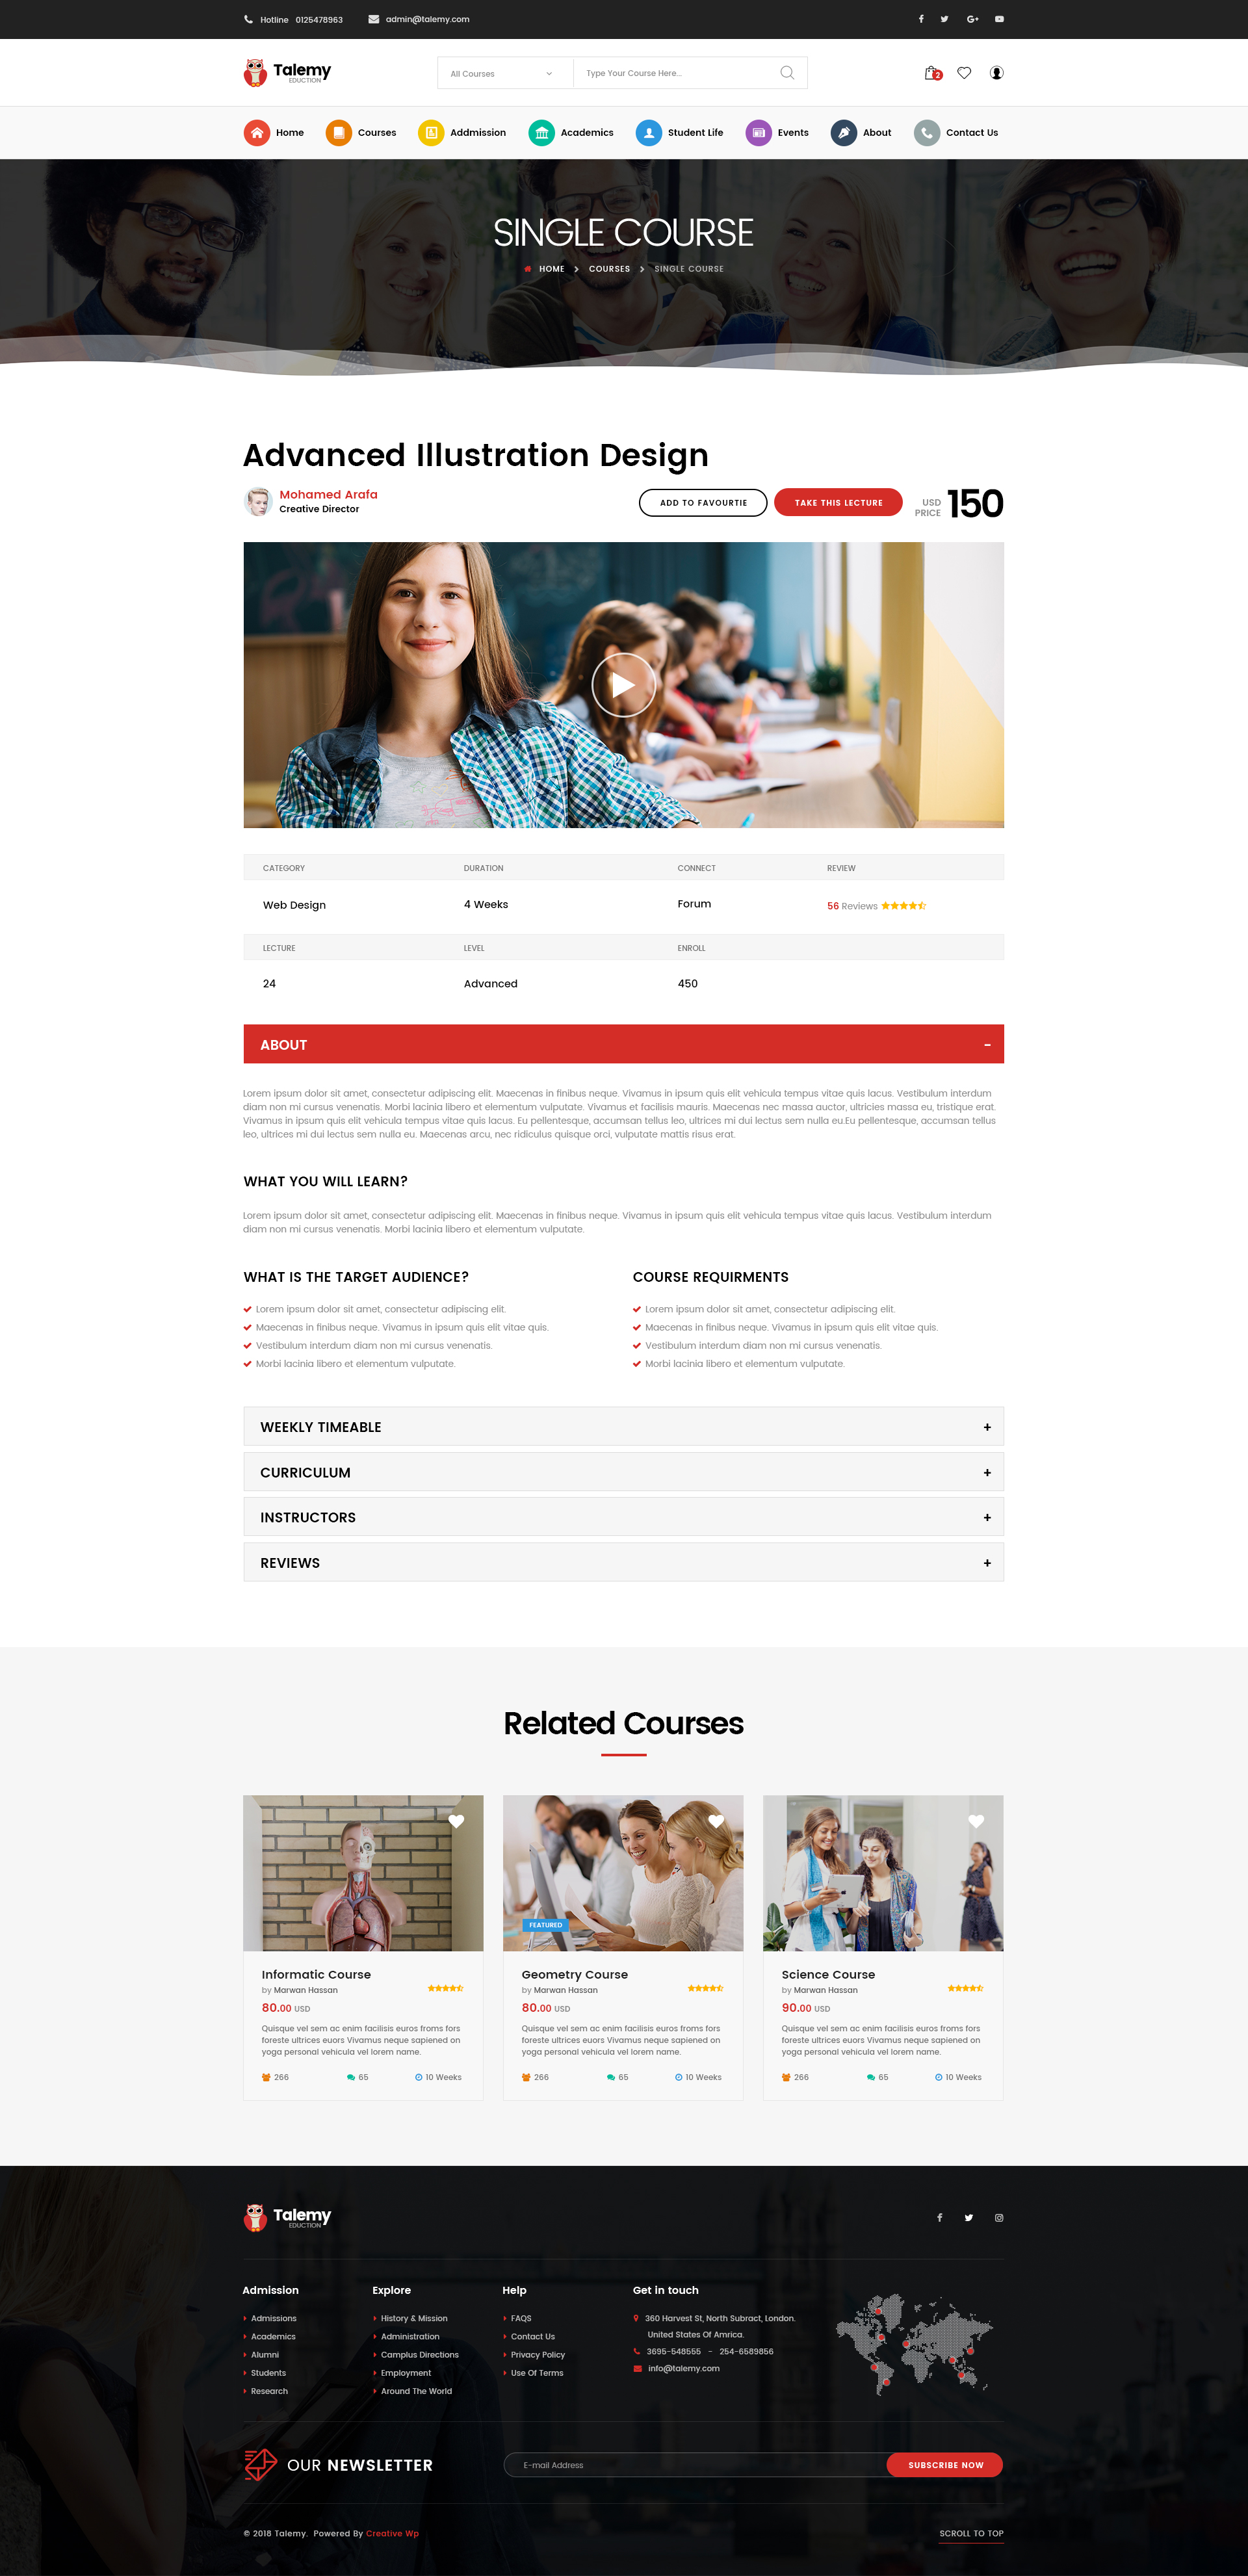 Hotline 0125478963
admin@talemy.com
Talemy
EDUCTION
All Courses
Type Your Course Here...
2
Home
Courses
Addmission
Academics
Student Life
Events
About
Contact Us
SINGLE COURSE
HOME
COURSES
SINGLE COURSE
Advanced Illustration Design
Mohamed Arafa
Creative Director
ADD TO FAVOURTIE
TAKE THIS LECTURE
USD
PRICE
150
CATEGORY DURATION CONNECT REVIEW
Web Design 4 Weeks Forum 56 Reviews
LECTURE LEVEL ENROLL
24 Advanced 450
ABOUT
Lorem ipsum dolor sit amet, consectetur adipiscing elit. Maecenas in finibus neque. Vivamus in ipsum quis elit vehicula tempus vitae quis lacus. Vestibulum interdum
diam non mi cursus venenatis. Morbi lacinia libero et elementum vulputate. Vivamus et facilisis mauris. Maecenas nec massa auctor, ultricies massa eu, tristique erat.
Vivamus in ipsum quis elit vehicula tempus vitae quis lacus. Eu pellentesque, accumsan tellus leo, ultrices mi dui lectus sem nulla eu.Eu pellentesque, accumsan tellus
leo, ultrices mi dui lectus sem nulla eu. Maecenas arcu, nec ridiculus quisque orci, vulputate mattis risus erat.
WHAT YOU WILL LEARN?
Lorem ipsum dolor sit amet, consectetur adipiscing elit. Maecenas in finibus neque. Vivamus in ipsum quis elit vehicula tempus vitae quis lacus. Vestibulum interdum
diam non mi cursus venenatis. Morbi lacinia libero et elementum vulputate.
WHAT IS THE TARGET AUDIENCE?
Lorem ipsum dolor sit amet, consectetur adipiscing elit.
Maecenas in finibus neque. Vivamus in ipsum quis elit vitae quis.
Vestibulum interdum diam non mi cursus venenatis.
Morbi lacinia libero et elementum vulputate.
COURSE REQUIRMENTS
Lorem ipsum dolor sit amet, consectetur adipiscing elit.
Maecenas in finibus neque. Vivamus in ipsum quis elit vitae quis.
Vestibulum interdum diam non mi cursus venenatis.
Morbi lacinia libero et elementum vulputate.
WEEKLY TIMEABLE +
CURRICULUM +
INSTRUCTORS +
REVIEWS +
Related Courses
Informatic Course
by Marwan Hassan
80.00 USD
Quisque vel sem ac enim facilisis euros froms fors
foreste ultrices euors Vivamus neque sapiened on
yoga personal vehicula vel lorem name.
266 65 10 Weeks
FEATURED
Geometry Course
by Marwan Hassan
80.00 USD
Quisque vel sem ac enim facilisis euros froms fors
foreste ultrices euors Vivamus neque sapiened on
yoga personal vehicula vel lorem name.
266 65 10 Weeks
Science Course
by Marwan Hassan
90.00 USD
Quisque vel sem ac enim facilisis euros froms fors
foreste ultrices euors Vivamus neque sapiened on
yoga personal vehicula vel lorem name.
266 65 10 Weeks
Talemy
EDUCTION
Admission
Admissions
Academics
Alumni
Students
Research
Explore
History & Mission
Administration
Camplus Directions
Employment
Around The World
Help
FAQS
Contact Us
Privacy Policy
Use Of Terms
Get in touch
360 Harvest St, North Subract, London.
United States Of Amrica.
3695-548555 - 254-6589856
info@talemy.com
OUR NEWSLETTER
E-mail Address
SUBSCRIBE NOW
© 2018 Talemy. Powered By Creative Wp
SCROLL TO TOP